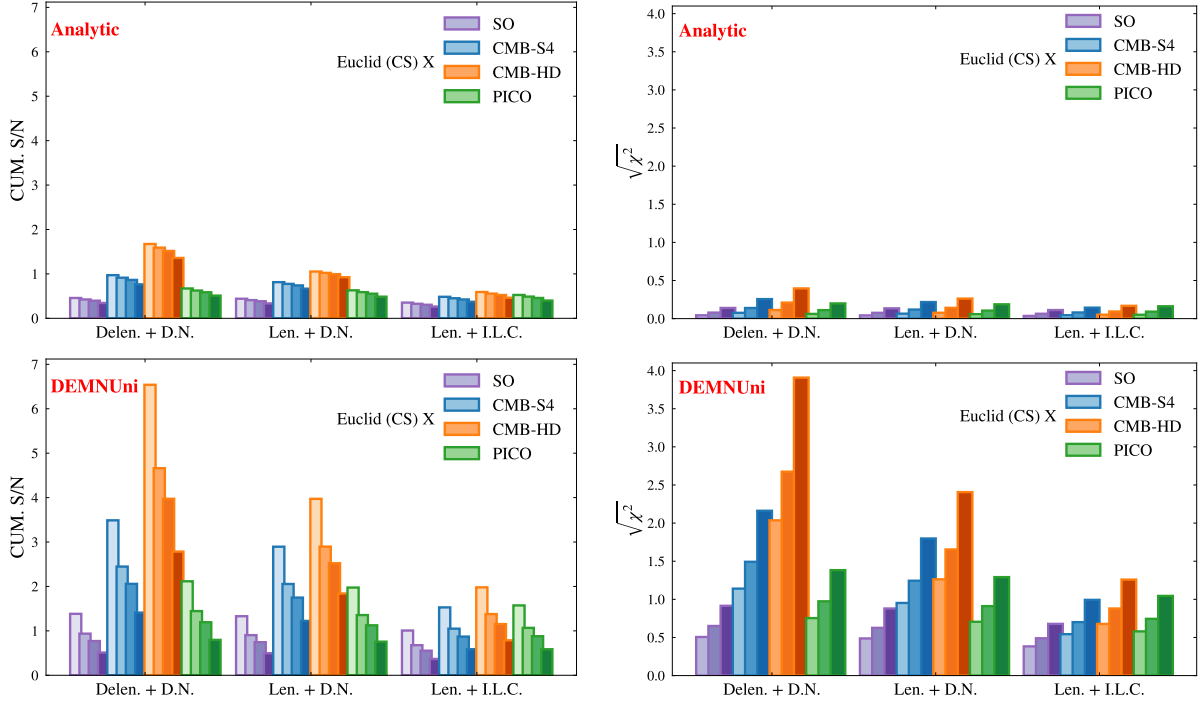 Analytic
SO
CMB-S4
CMB-HD
PICO
Euclid (CS) X
CUM. S/N
7
6
5
4
3
2
1
0
Delen. + D.N.
Len. + D.N.
Len. + I.L.C.
Analytic
SO
CMB-S4
CMB-HD
PICO
Euclid (CS) X
√χ²
4.0
3.5
3.0
2.5
2.0
1.5
1.0
0.5
0.0
Delen. + D.N.
Len. + D.N.
Len. + I.L.C.
DEMNUni
SO
CMB-S4
CMB-HD
PICO
Euclid (CS) X
CUM. S/N
7
6
5
4
3
2
1
0
Delen. + D.N.
Len. + D.N.
Len. + I.L.C.
DEMNUni
SO
CMB-S4
CMB-HD
PICO
Euclid (CS) X
√χ²
4.0
3.5
3.0
2.5
2.0
1.5
1.0
0.5
0.0
Delen. + D.N.
Len. + D.N.
Len. + I.L.C.